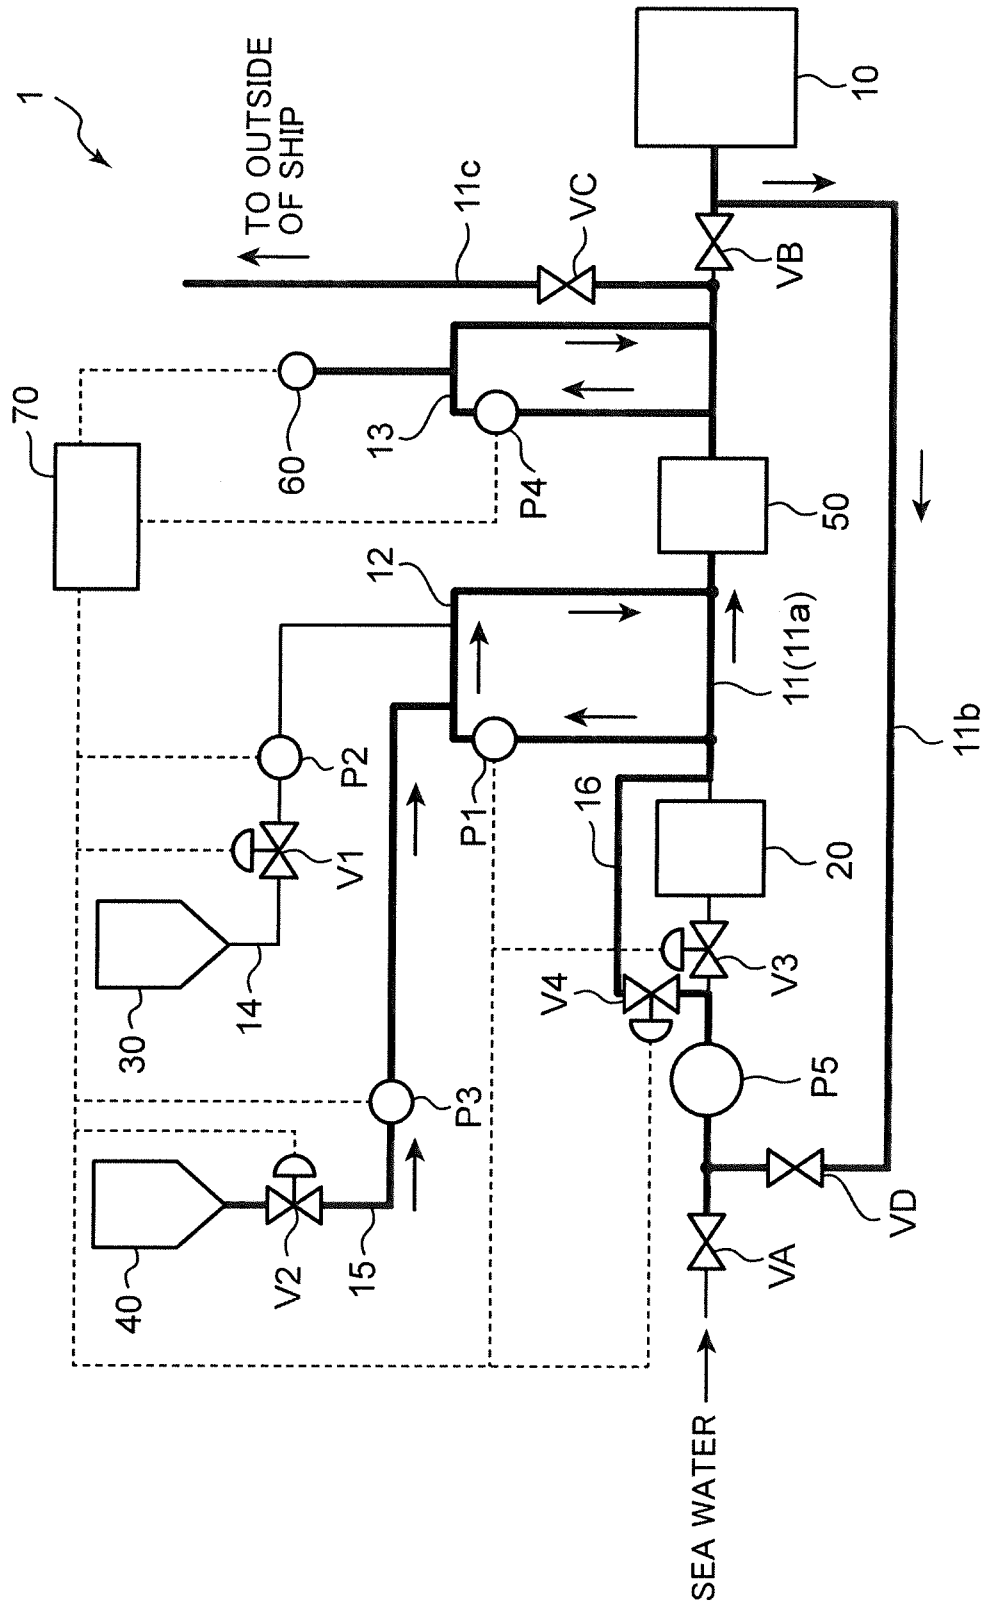 1
TO OUTSIDE
OF SHIP
11c
VC
10
VB
70
60
13
P4
50
12
11(11a)
11b
P2
P1
16
V1
20
30
14
V4
V3
P3
P5
40
V2
15
VD
VA
SEA WATER